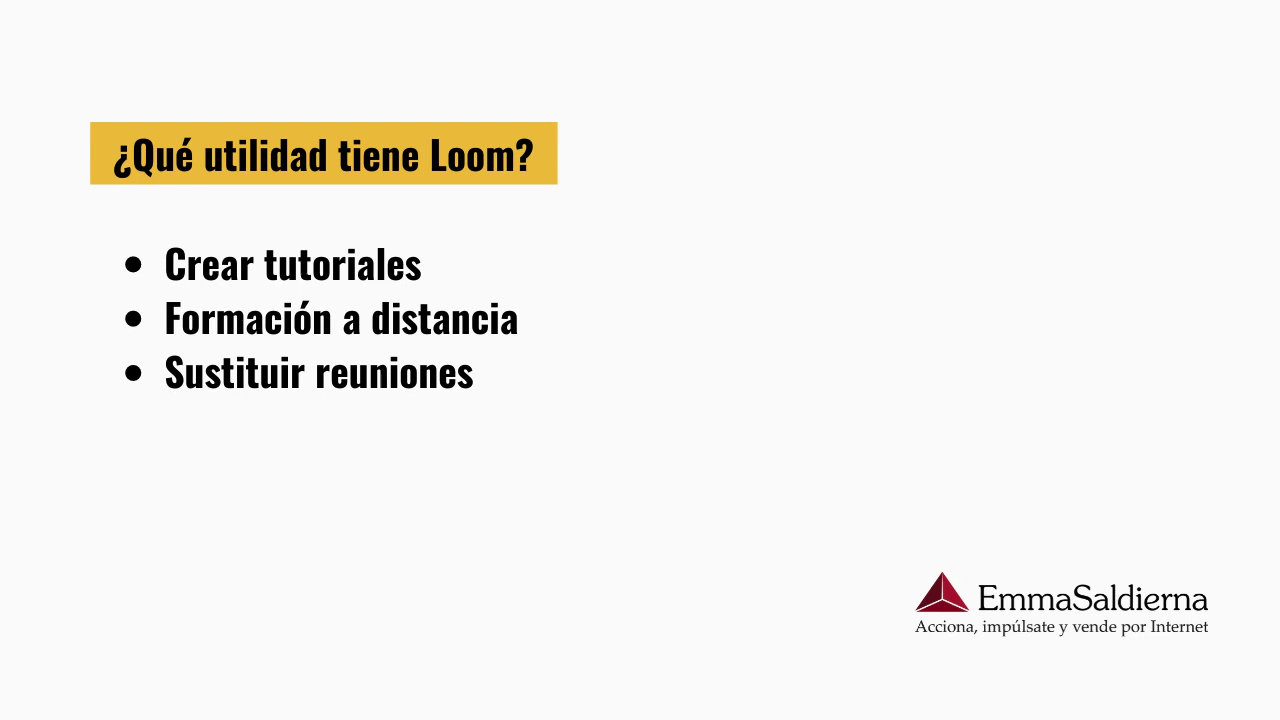 ¿Qué utilidad tiene Loom?
Crear tutoriales
Formación a distancia
Sustituir reuniones
EmmaSaldierna
Acciona, impúlsate y vende por Internet